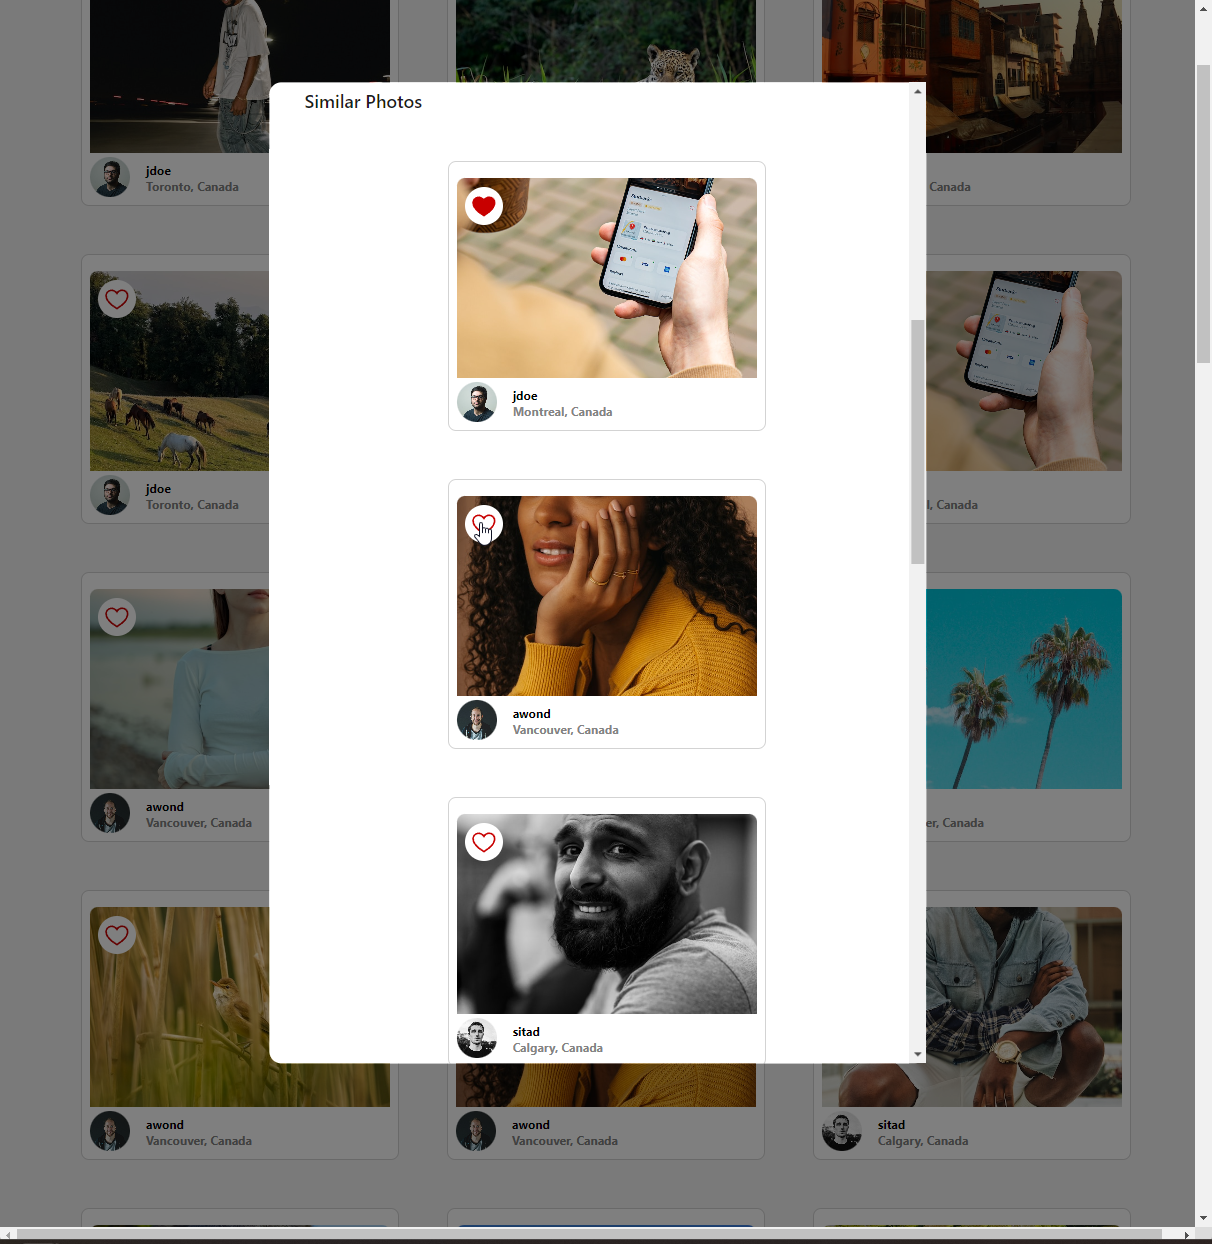 jdoe
Toronto, Canada
Canada
Similar Photos
jdoe
Montreal, Canada
jdoe
Toronto, Canada
, Canada
awond
Vancouver, Canada
awond
Vancouver, Canada
er, Canada
sitad
Calgary, Canada
awond
Vancouver, Canada
awond
Vancouver, Canada
sitad
Calgary, Canada